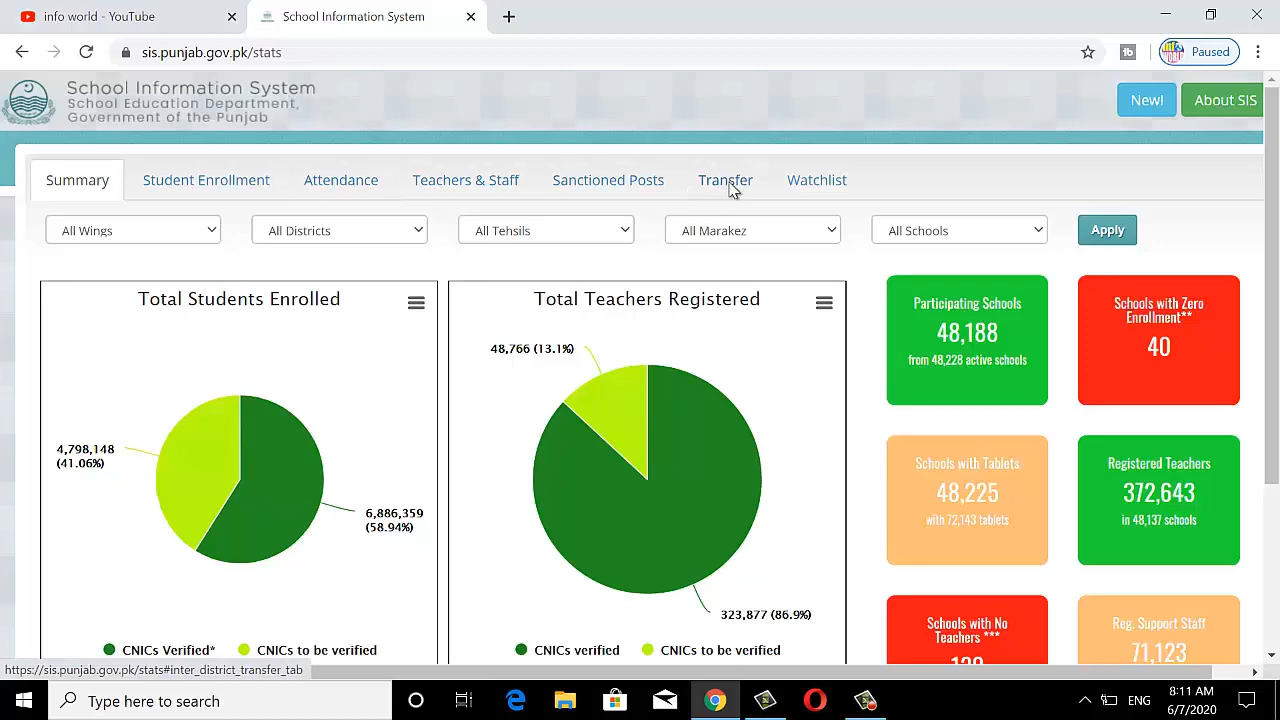 info world - YouTube
School Information System
sis.punjab.gov.pk/stats
Paused
School Information System
School Education Department,
Government of the Punjab
New!
About SIS
Summary
Student Enrollment
Attendance
Teachers & Staff
Sanctioned Posts
Transfer
Watchlist
All Wings
All Districts
All Tehsils
All Marakez
All Schools
Apply
Total Students Enrolled
4,798,148
(41.06%)
6,886,359
(58.94%)
CNICs Verified*
CNICs to be verified
Total Teachers Registered
48,766 (13.1%)
323,877 (86.9%)
CNICs verified
CNICs to be verified
Participating Schools
48,188
from 48,228 active schools
Schools with Zero
Enrollment**
40
Schools with Tablets
48,225
with 72,143 tablets
Registered Teachers
372,643
in 48,137 schools
Schools with No
Teachers ***
Reg. Support Staff
71,123
https://sis.punjab.gov.pk/stats#inter_district_transfer_tab
Type here to search
ENG
8:11 AM
6/7/2020